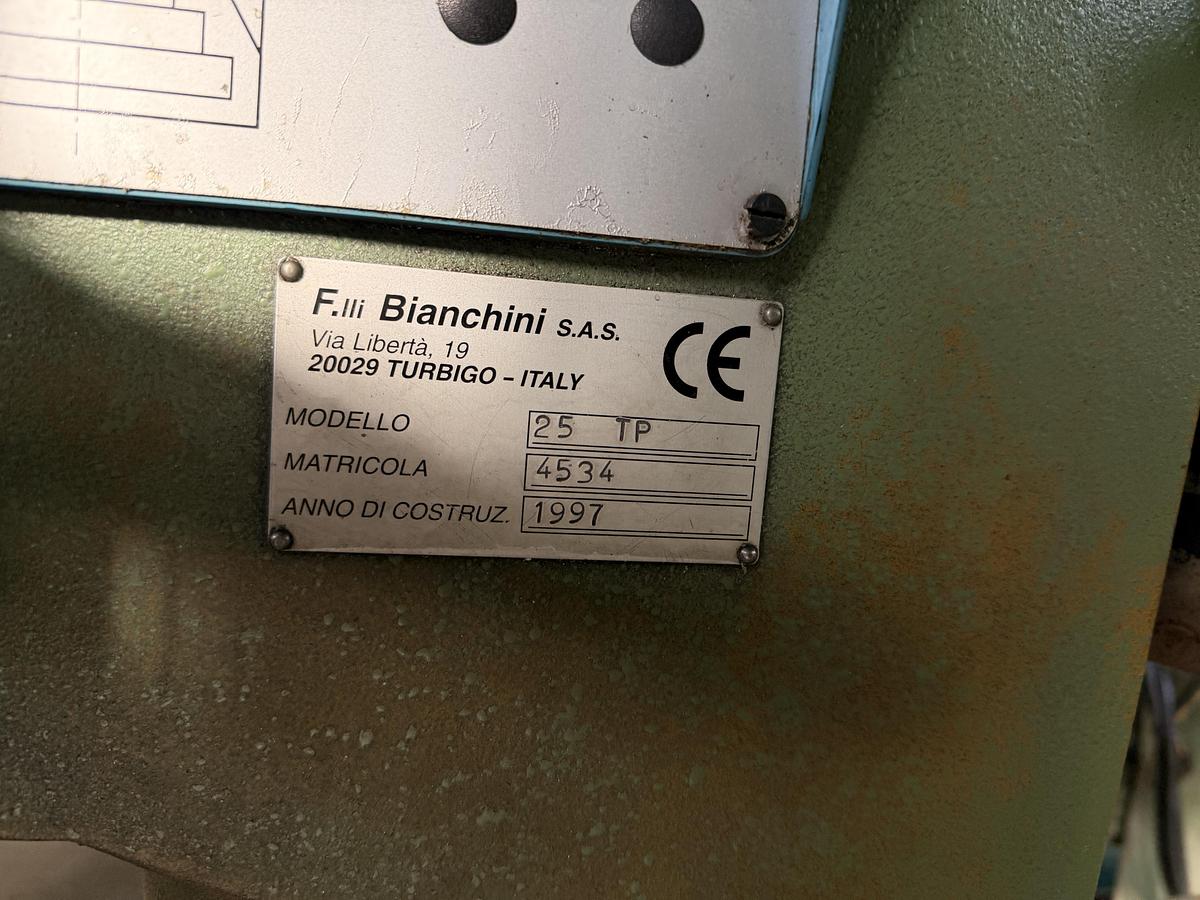 F.lli Bianchini S.A.S.
Via Libertà, 19
20029 TURBIGO - ITALY
CE
MODELLO 25 TP
MATRICOLA 4534
ANNO DI COSTRUZ. 1997